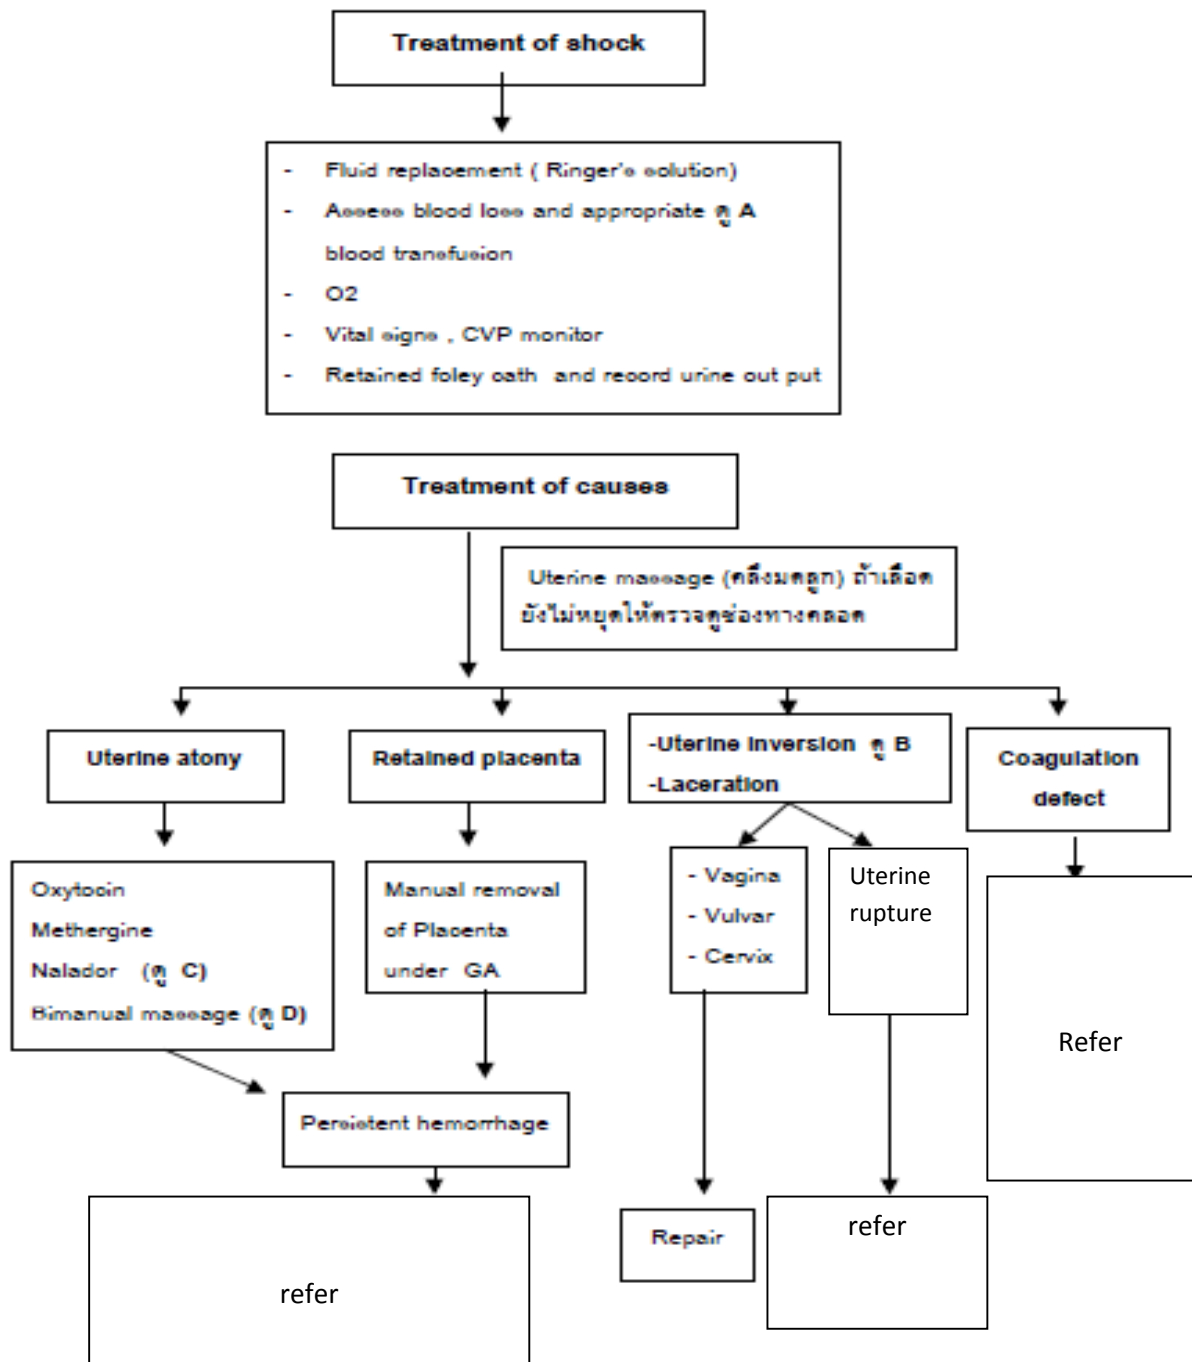 Treatment of shock
- Fluid replacement ( Ringer's solution)
- Assess blood loss and appropriate ดู A
blood transfusion
- O2
- Vital signs , CVP monitor
- Retained foley cath and record urine out put
Treatment of causes
Uterine massage (คลึงมดลูก) ถ้าเลือด
ยังไม่หยุดให้ตรวจดูช่องทางคลอด
Uterine atony
Retained placenta
-Uterine inversion ดู B
-Laceration
Coagulation
defect
Oxytocin
Methergine
Nalador (ดู C)
Bimanual massage (ดู D)
Manual removal
of Placenta
under GA
- Vagina
- Vulvar
- Cervix
Uterine
rupture
Refer
Persistent hemorrhage
Repair
refer
refer